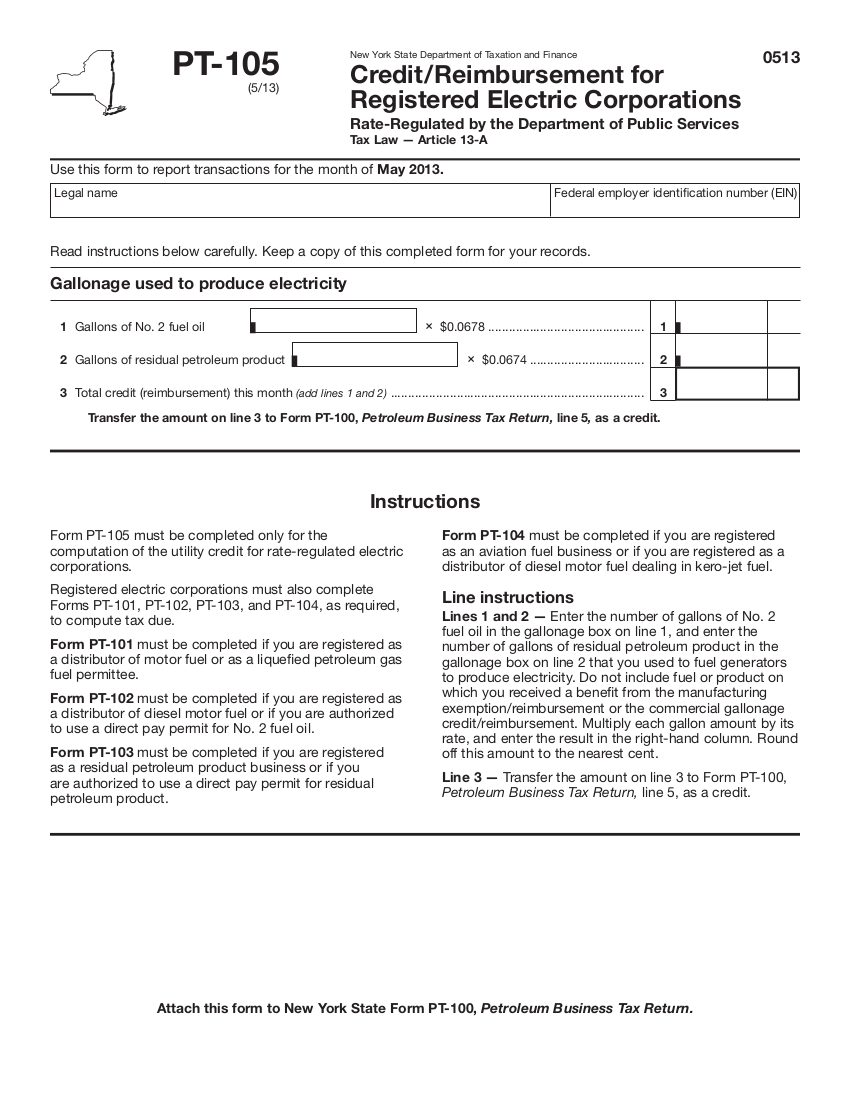 PT-105
(5/13)
New York State Department of Taxation and Finance
Credit/Reimbursement for
Registered Electric Corporations
Rate-Regulated by the Department of Public Services
Tax Law — Article 13-A
0513
Use this form to report transactions for the month of May 2013.
Legal name
Federal employer identification number (EIN)
Read instructions below carefully. Keep a copy of this completed form for your records.
Gallonage used to produce electricity
1 Gallons of No. 2 fuel oil × $0.0678 ............................................... 1
2 Gallons of residual petroleum product × $0.0674 .................................. 2
3 Total credit (reimbursement) this month (add lines 1 and 2) ............................................................................ 3
Transfer the amount on line 3 to Form PT-100, Petroleum Business Tax Return, line 5, as a credit.
Instructions
Form PT-105 must be completed only for the
computation of the utility credit for rate-regulated electric
corporations.
Registered electric corporations must also complete
Forms PT-101, PT-102, PT-103, and PT-104, as required,
to compute tax due.
Form PT-101 must be completed if you are registered as
a distributor of motor fuel or as a liquefied petroleum gas
fuel permittee.
Form PT-102 must be completed if you are registered as
a distributor of diesel motor fuel or if you are authorized
to use a direct pay permit for No. 2 fuel oil.
Form PT-103 must be completed if you are registered
as a residual petroleum product business or if you
are authorized to use a direct pay permit for residual
petroleum product.
Form PT-104 must be completed if you are registered
as an aviation fuel business or if you are registered as a
distributor of diesel motor fuel dealing in kero-jet fuel.
Line instructions
Lines 1 and 2 — Enter the number of gallons of No. 2
fuel oil in the gallonage box on line 1, and enter the
number of gallons of residual petroleum product in the
gallonage box on line 2 that you used to fuel generators
to produce electricity. Do not include fuel or product on
which you received a benefit from the manufacturing
exemption/reimbursement or the commercial gallonage
credit/reimbursement. Multiply each gallon amount by its
rate, and enter the result in the right-hand column. Round
off this amount to the nearest cent.
Line 3 — Transfer the amount on line 3 to Form PT-100,
Petroleum Business Tax Return, line 5, as a credit.
Attach this form to New York State Form PT-100, Petroleum Business Tax Return.